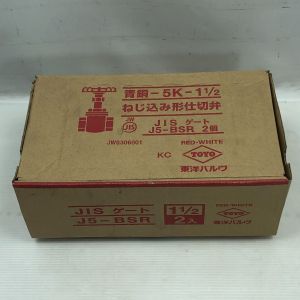 青銅-5K-1½
ねじ込み形仕切弁
JIS ゲート
J5-BSR 2個
JIS
JW0306001
KC
RED-WHITE
TOYO
東洋バルヴ
JIS ゲート
J5-BSR
1½
2入
RED-WHITE
TOYO
東洋バルヴ